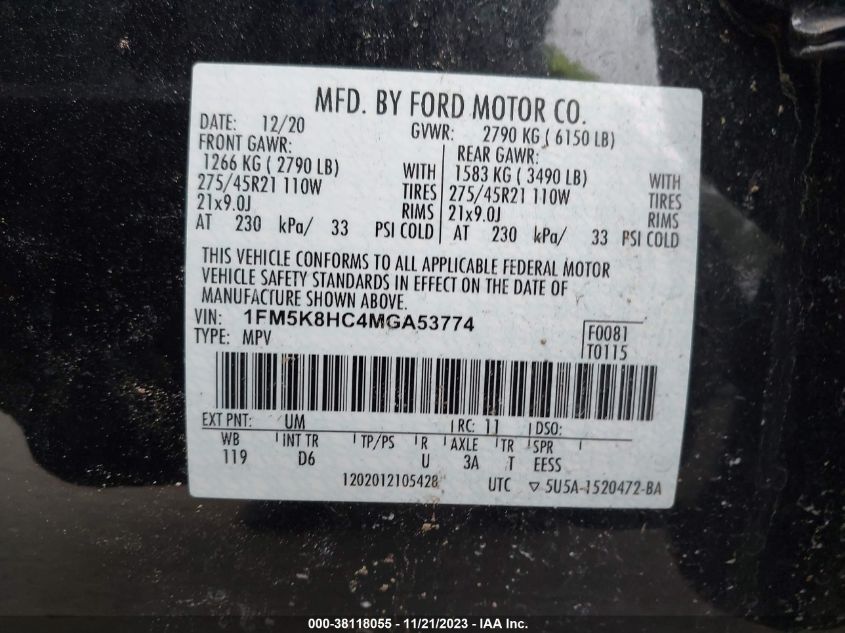 MFD. BY FORD MOTOR CO.
DATE: 12/20 GVWR: 2790 KG ( 6150 LB)
FRONT GAWR: REAR GAWR:
1266 KG ( 2790 LB) WITH 1583 KG ( 3490 LB) WITH
275/45R21 110W TIRES 275/45R21 110W TIRES
21x9.0J RIMS 21x9.0J RIMS
AT 230 kPa/ 33 PSI COLD AT 230 kPa/ 33 PSI COLD
THIS VEHICLE CONFORMS TO ALL APPLICABLE FEDERAL MOTOR
VEHICLE SAFETY STANDARDS IN EFFECT ON THE DATE OF
MANUFACTURE SHOWN ABOVE.
VIN: 1FM5K8HC4MGA53774 F0081
TYPE: MPV T0115
EXT PNT: UM RC: 11 DSO:
WB INT TR TP/PS R AXLE TR SPR
119 D6 U 3A T EESS
1202012105428 UTC ▽ 5U5A-1520472-BA
000-38118055 - 11/21/2023 - IAA Inc.